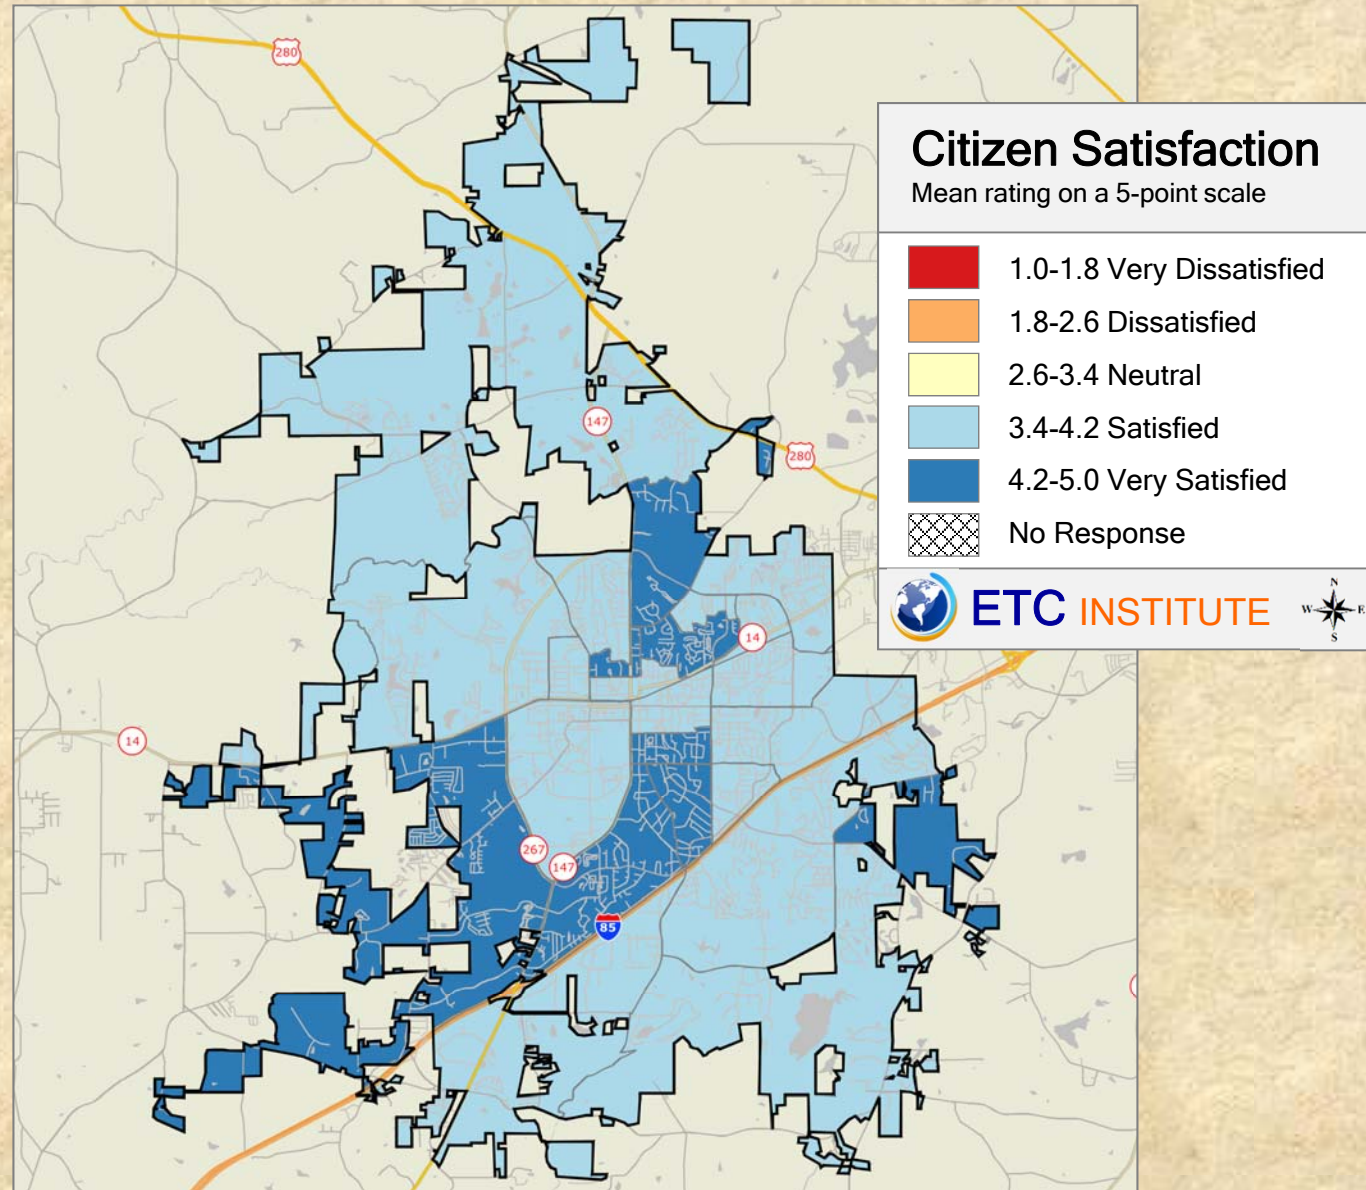 280
Citizen Satisfaction
Mean rating on a 5-point scale
1.0-1.8 Very Dissatisfied
1.8-2.6 Dissatisfied
2.6-3.4 Neutral
3.4-4.2 Satisfied
4.2-5.0 Very Satisfied
No Response
ETC INSTITUTE
N
W E
S
147
280
14
14
267
147
85